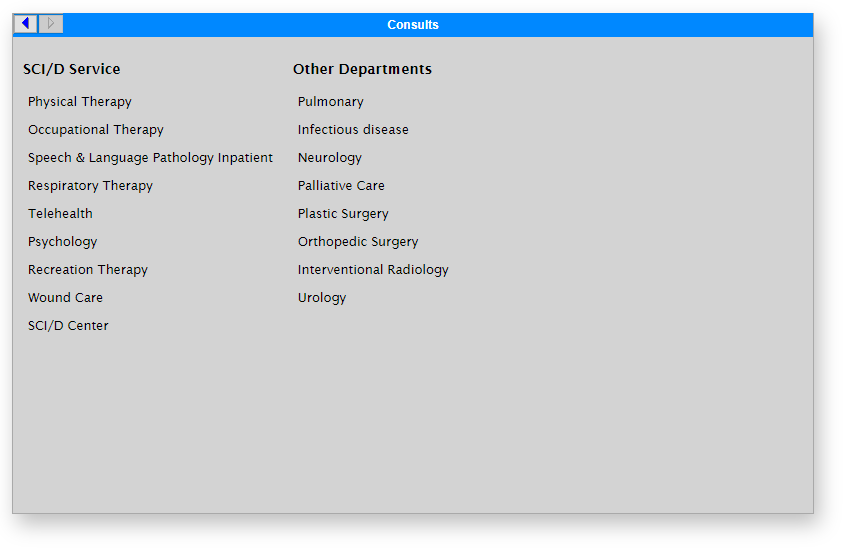 Consults
SCI/D Service
Physical Therapy
Occupational Therapy
Speech & Language Pathology Inpatient
Respiratory Therapy
Telehealth
Psychology
Recreation Therapy
Wound Care
SCI/D Center
Other Departments
Pulmonary
Infectious disease
Neurology
Palliative Care
Plastic Surgery
Orthopedic Surgery
Interventional Radiology
Urology